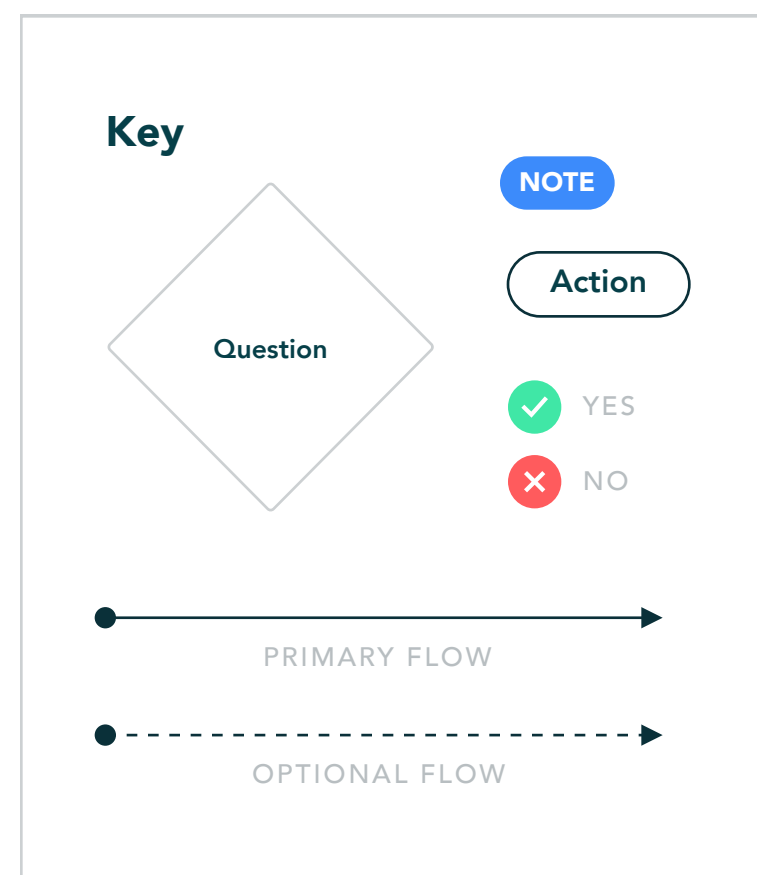 Key
NOTE
Action
Question
YES
NO
PRIMARY FLOW
OPTIONAL FLOW